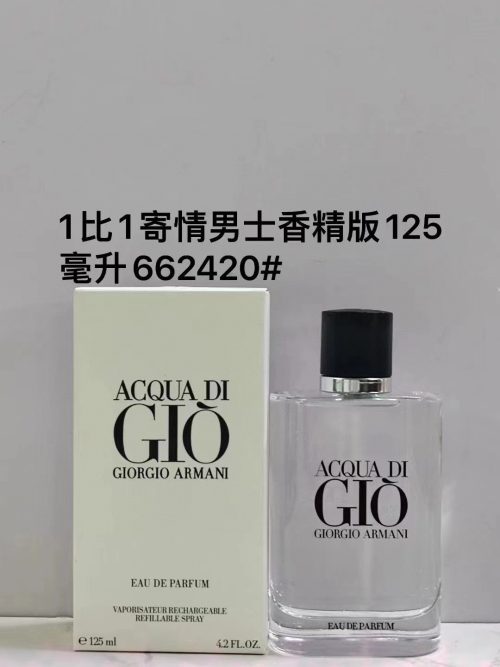 1比1寄情男士香精版125
毫升662420#
ACQUA DI
GIÒ
GIORGIO ARMANI
EAU DE PARFUM
VAPORISATEUR RECHARGEABLE
REFILLABLE SPRAY
e 125 ml 4.2 FL.OZ.
ACQUA DI
GIÒ
GIORGIO ARMANI
EAU DE PARFUM